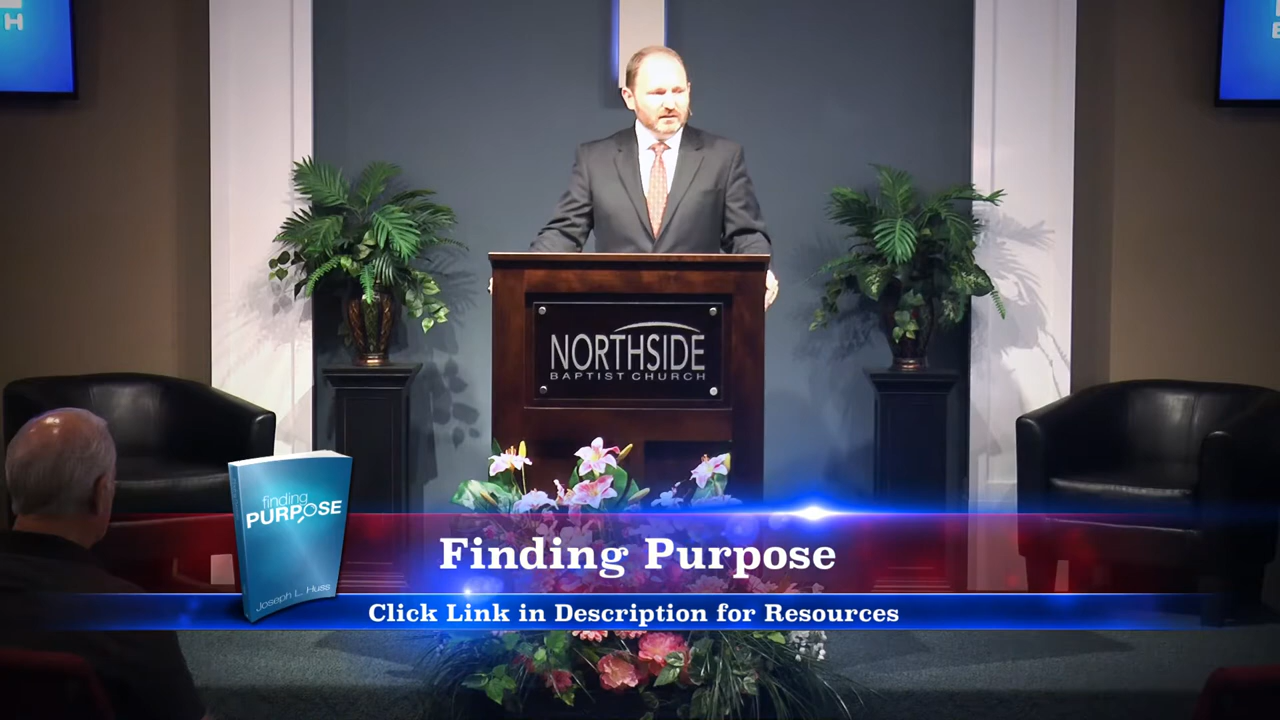 H
NORTHSIDE
BAPTIST CHURCH
finding
PURPOSE
Joseph L. Huss
Finding Purpose
Click Link in Description for Resources